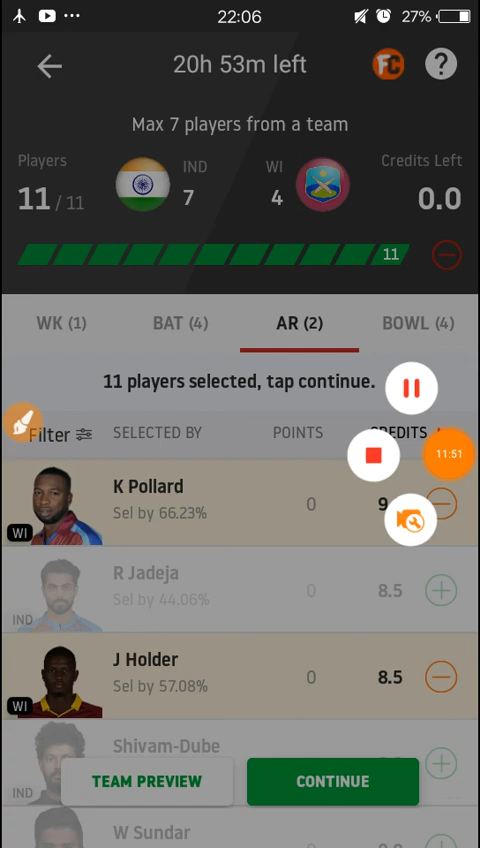 22:06
27%
20h 53m left
FC
?
Max 7 players from a team
Players
IND
WI
Credits Left
11 / 11
7
4
0.0
11
WK (1)
BAT (4)
AR (2)
BOWL (4)
11 players selected, tap continue.
Filter
SELECTED BY
POINTS
CREDITS
11:51
K Pollard
Sel by 66.23%
0
9
WI
R Jadeja
Sel by 44.06%
0
8.5
IND
J Holder
Sel by 57.08%
0
8.5
WI
Shivam-Dube
IND
TEAM PREVIEW
CONTINUE
W Sundar